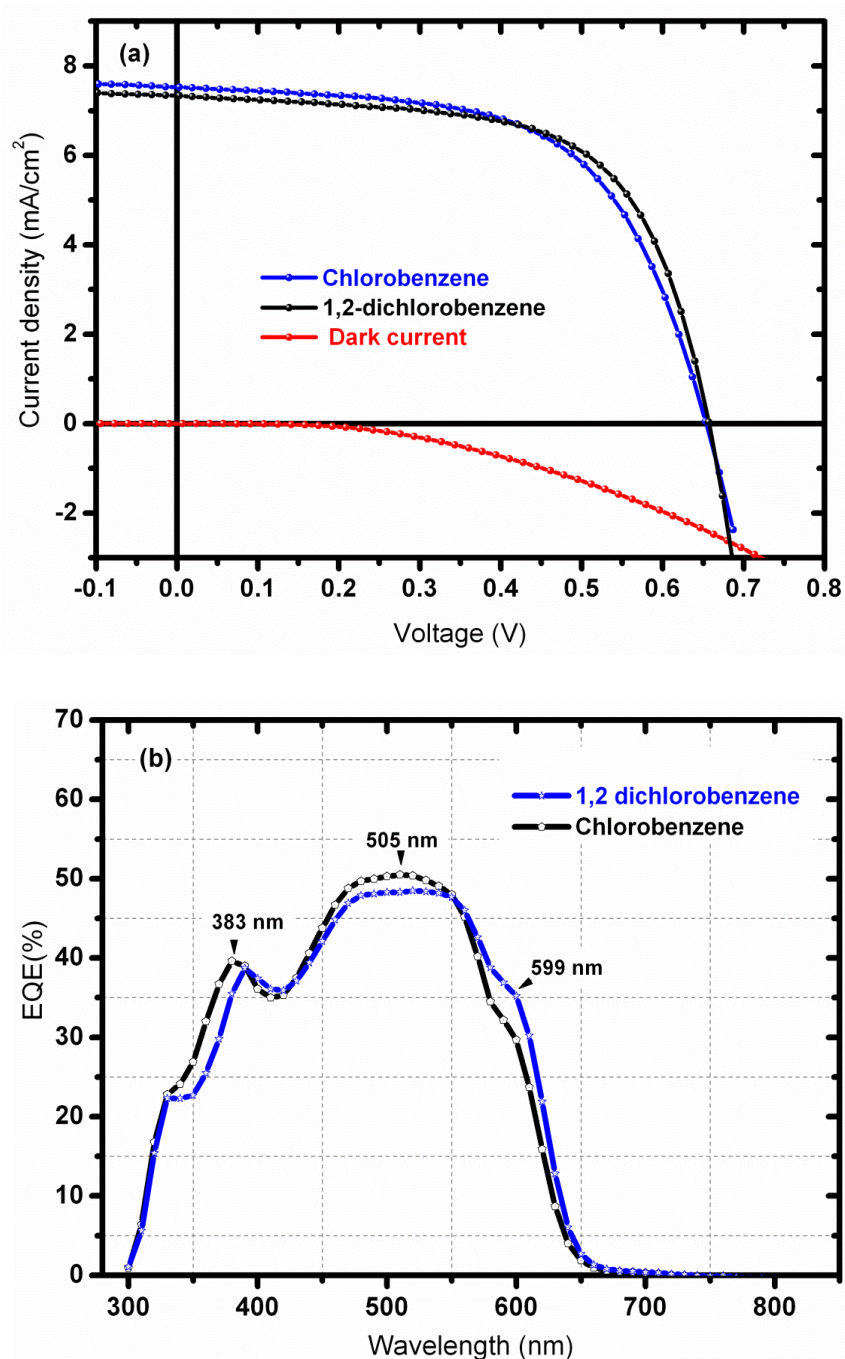 (a)
8
6
4
2
0
-2
Current density (mA/cm²)
Chlorobenzene
1,2-dichlorobenzene
Dark current
-0.1 0.0 0.1 0.2 0.3 0.4 0.5 0.6 0.7 0.8
Voltage (V)
(b)
70
60
50
40
30
20
10
0
EQE(%)
1,2 dichlorobenzene
Chlorobenzene
505 nm
383 nm
599 nm
300 400 500 600 700 800
Wavelength (nm)